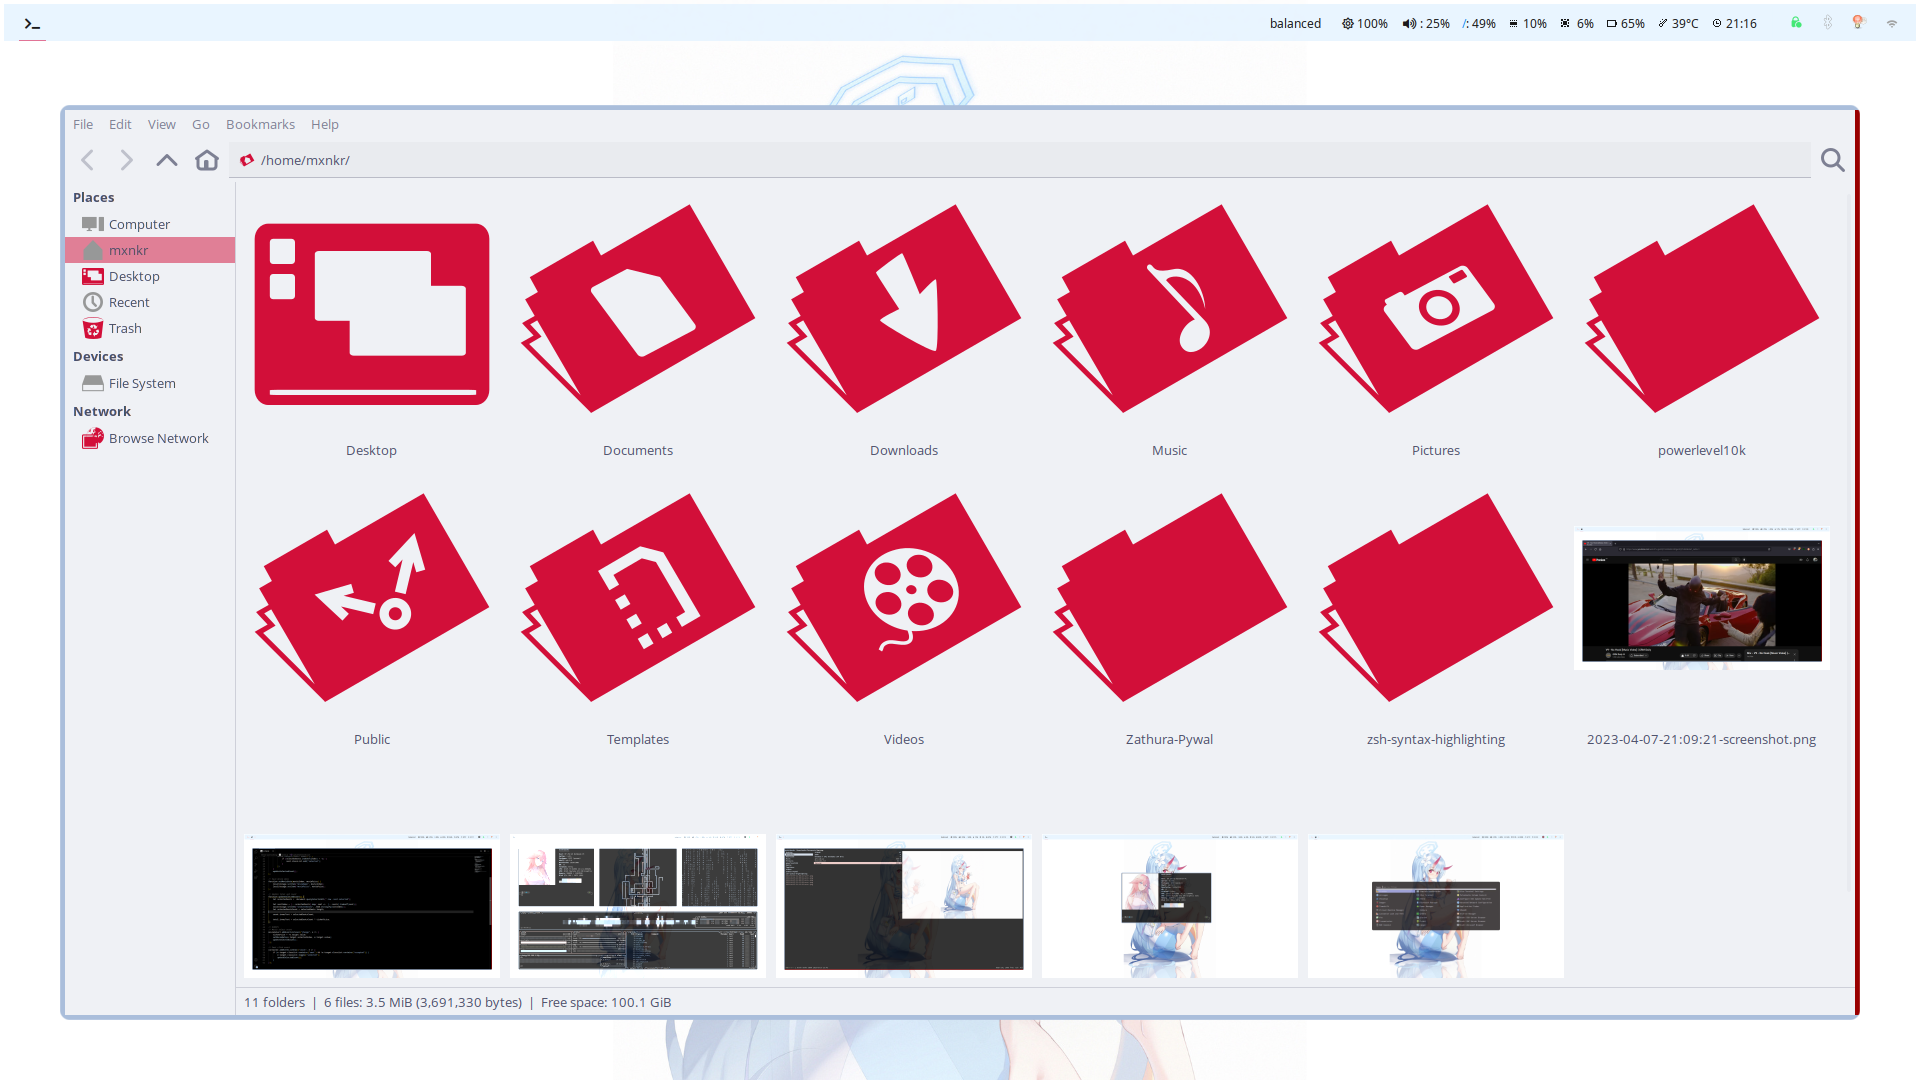 balanced 100% : 25% /: 49% 10% 6% 65% 39°C 21:16
File Edit View Go Bookmarks Help
/home/mxnkr/
Places
Computer
mxnkr
Desktop
Recent
Trash
Devices
File System
Network
Browse Network
Desktop Documents Downloads Music Pictures powerlevel10k
Public Templates Videos Zathura-Pywal zsh-syntax-highlighting 2023-04-07-21:09:21-screenshot.png
11 folders | 6 files: 3.5 MiB (3,691,330 bytes) | Free space: 100.1 GiB